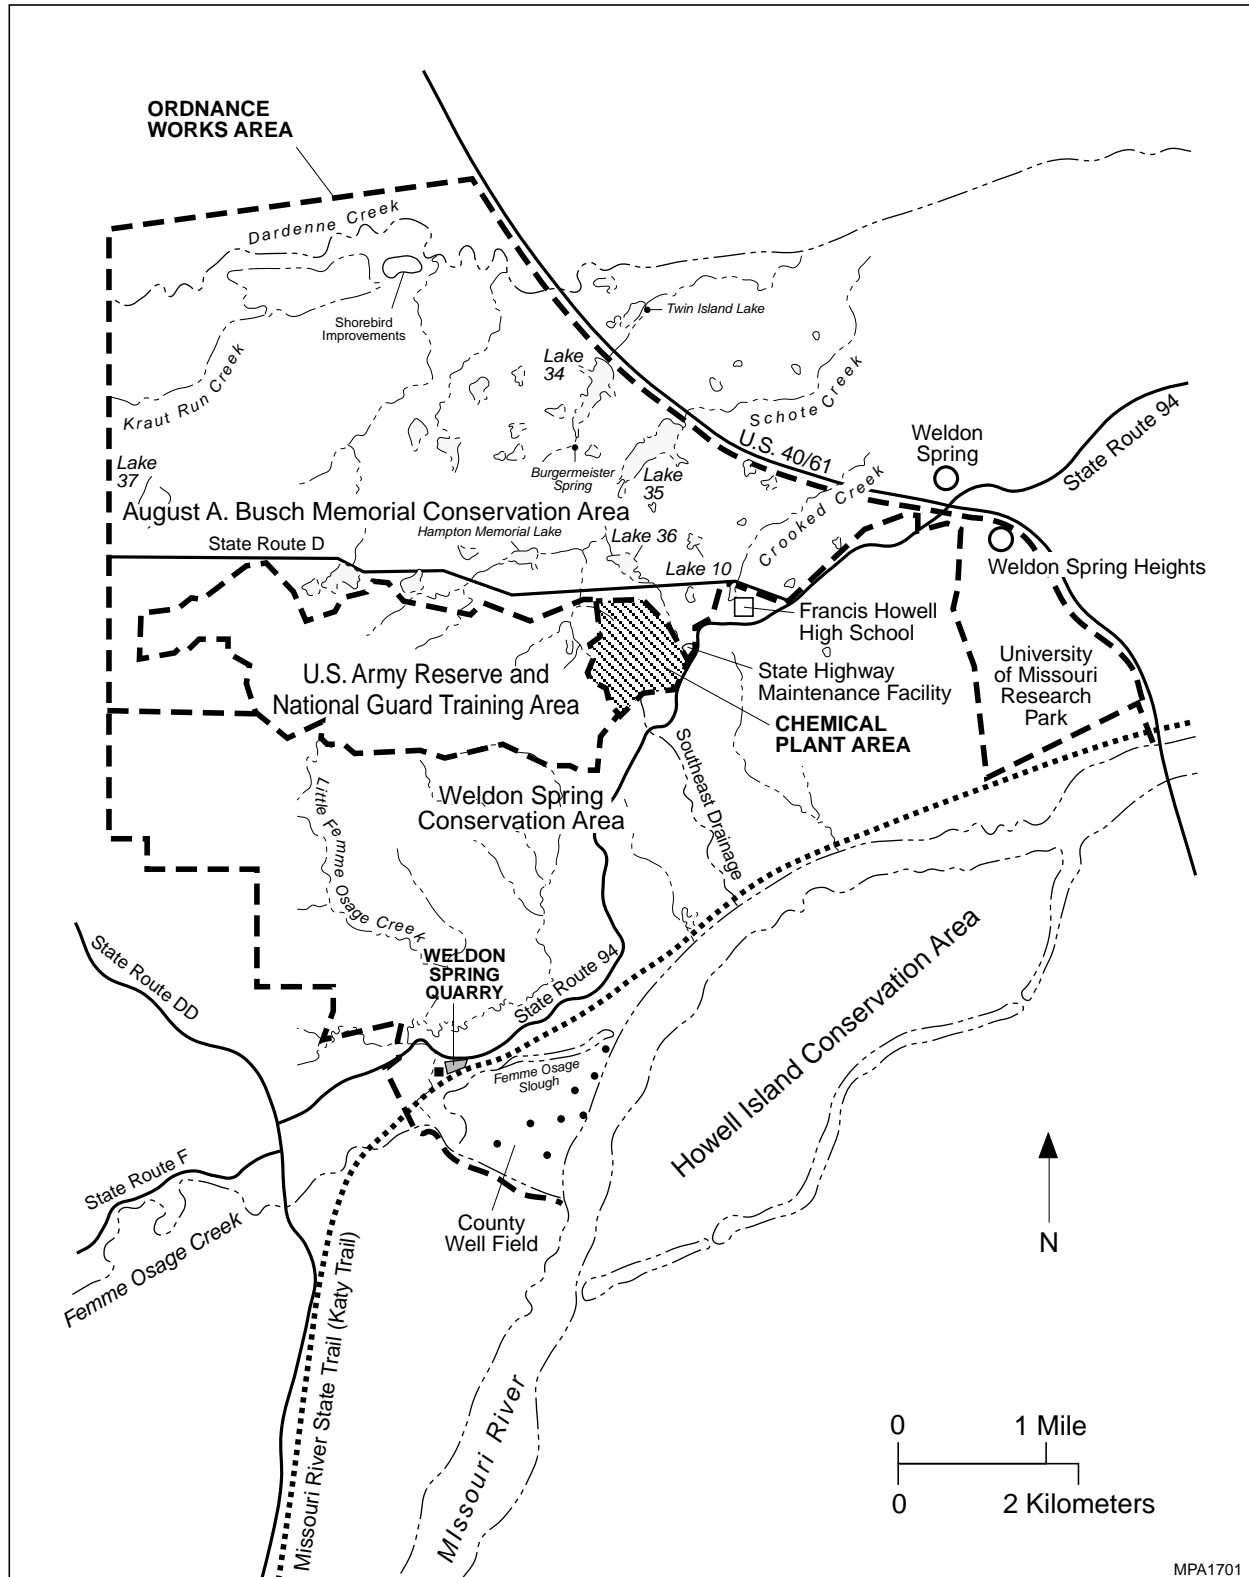 ORDNANCE
WORKS AREA
Dardenne Creek
Shorebird
Improvements
Twin Island Lake
Kraut Run Creek
Lake
34
Schote Creek
Lake
37
Burgermeister
Spring
Lake
35
U.S. 40/61
Weldon
Spring
State Route 94
August A. Busch Memorial Conservation Area
Hampton Memorial Lake
Lake 36
Crooked Creek
State Route D
Lake 10
Weldon Spring Heights
Francis Howell
High School
U.S. Army Reserve and
National Guard Training Area
State Highway
Maintenance Facility
University
of Missouri
Research
Park
CHEMICAL
PLANT AREA
Southeast Drainage
Weldon Spring
Conservation Area
Little Femme Osage Creek
WELDON
SPRING
QUARRY
State Route 94
State Route DD
Femme Osage
Slough
Howell Island Conservation Area
State Route F
Femme Osage Creek
County
Well Field
N
Missouri River State Trail (Katy Trail)
MIssouri River
0
1 Mile
0
2 Kilometers
MPA1701